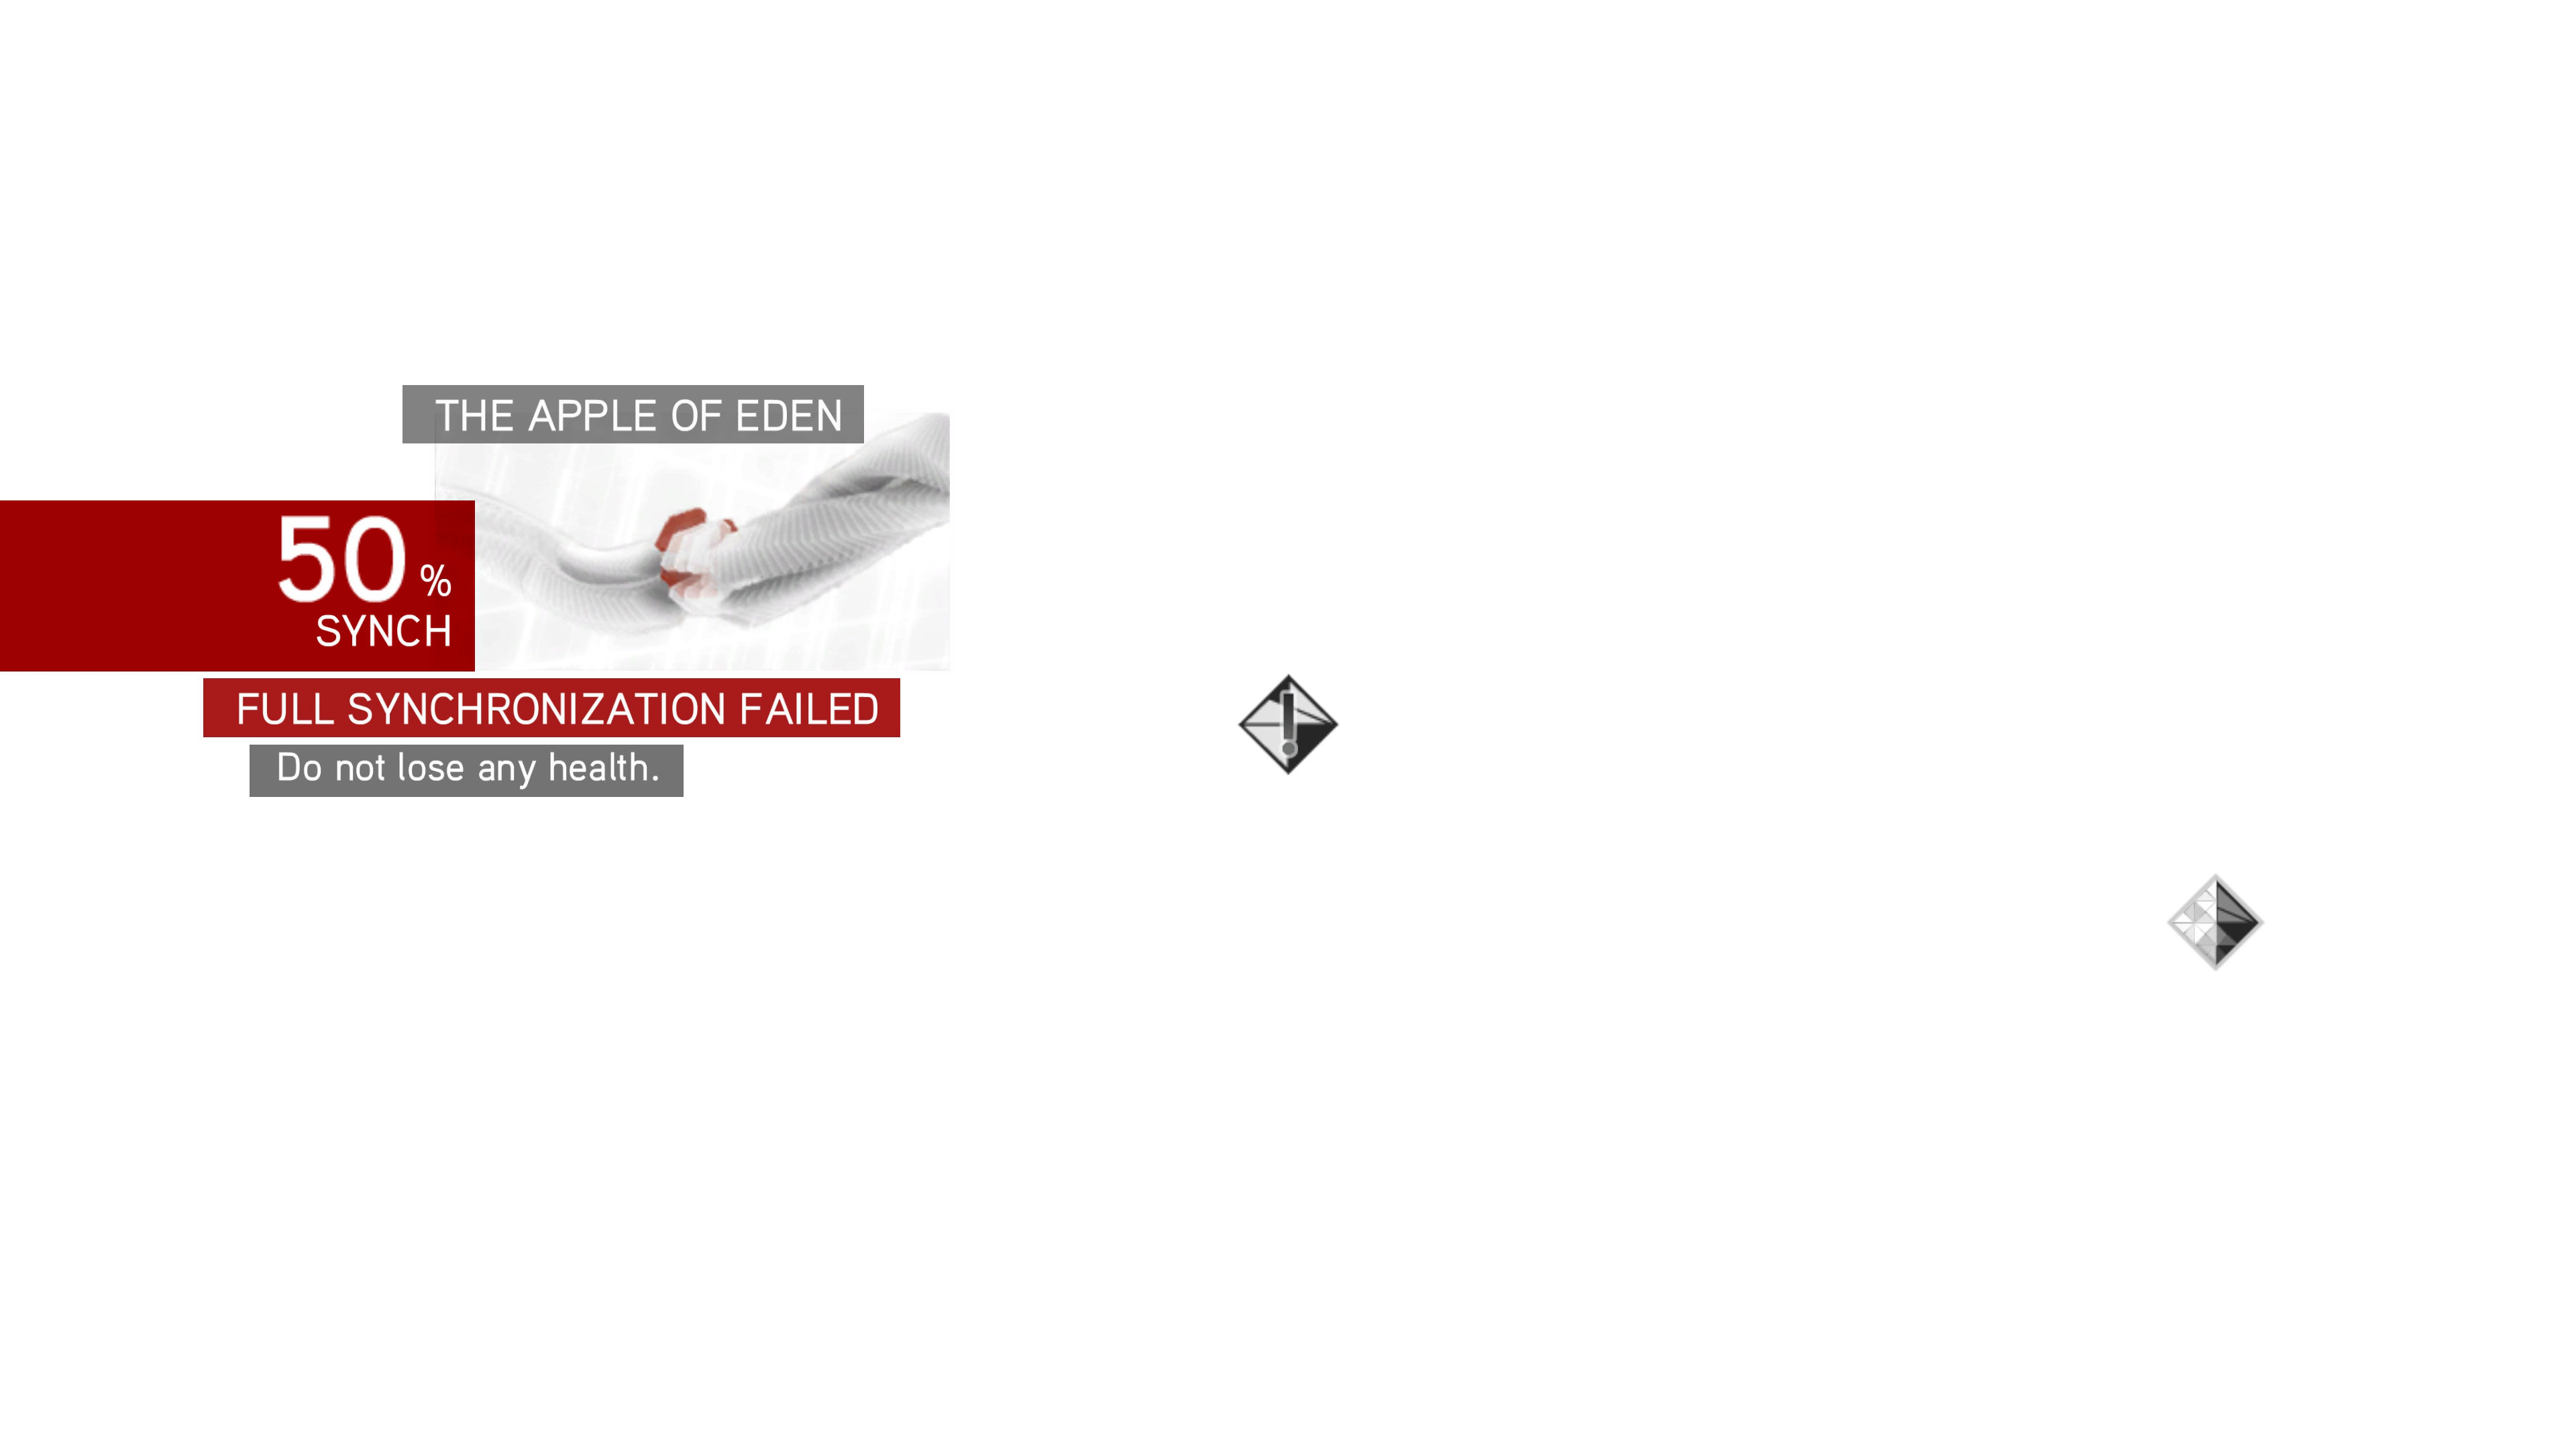 THE APPLE OF EDEN
50 %
SYNCH
FULL SYNCHRONIZATION FAILED
Do not lose any health.